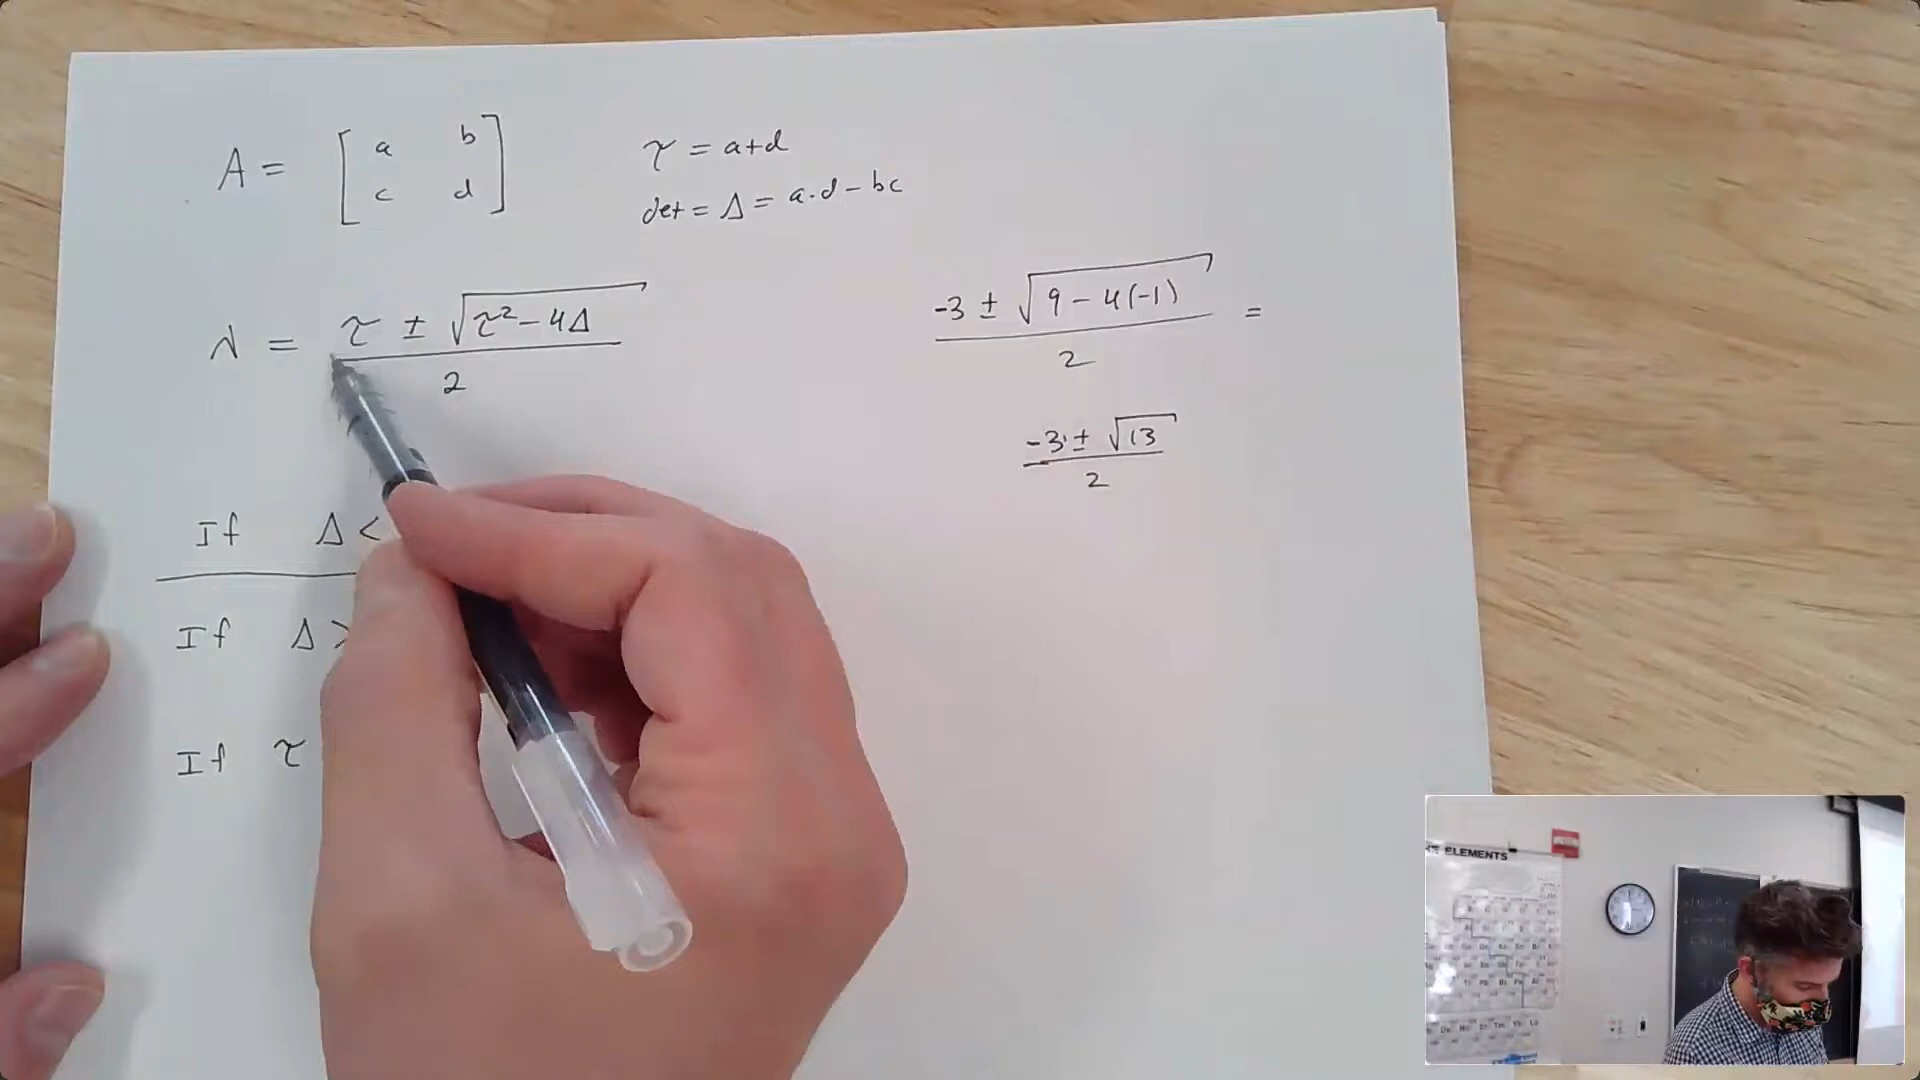 A = [ a b
c d ]
τ = a+d
det = Δ = a·d − bc
λ = τ ± √τ² − 4Δ
2
-3 ± √9 − 4(-1) =
2
-3 ± √13
2
If Δ <
If Δ >
If τ
ELEMENTS